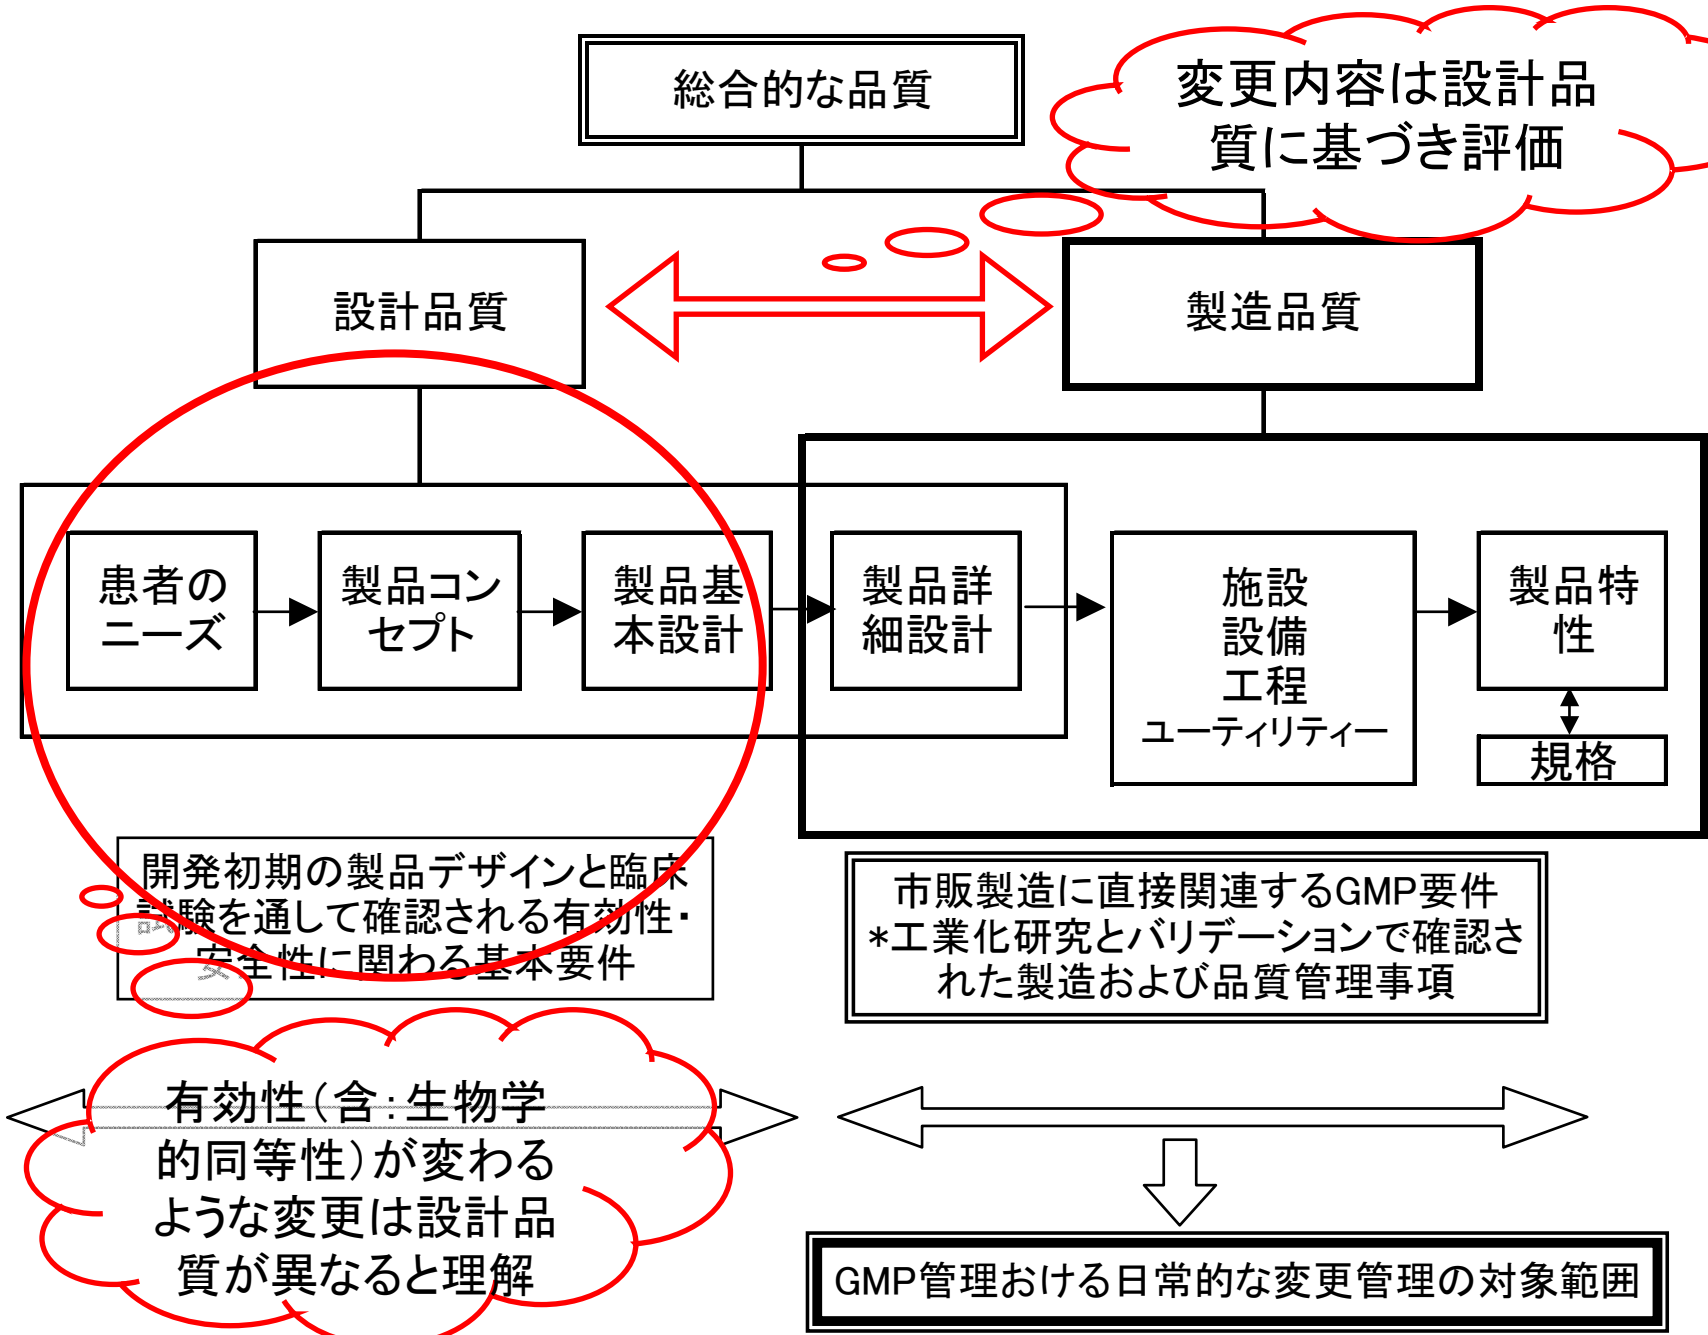 総合的な品質
変更内容は設計品
質に基づき評価
設計品質
製造品質
患者の
ニーズ
製品コン
セプト
製品基
本設計
製品詳
細設計
施設
設備
工程
ユーティリティー
製品特
性
規格
開発初期の製品デザインと臨床
試験を通して確認される有効性・
安全性に関わる基本要件
市販製造に直接関連するGMP要件
*工業化研究とバリデーションで確認さ
れた製造および品質管理事項
有効性(含:生物学
的同等性)が変わる
ような変更は設計品
質が異なると理解
GMP管理おける日常的な変更管理の対象範囲